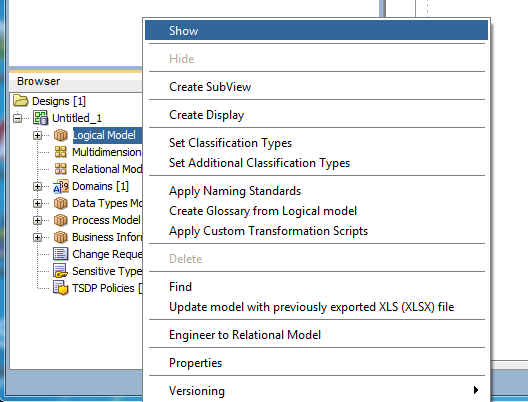 Show
Hide
Create SubView
Create Display
Set Classification Types
Set Additional Classification Types
Apply Naming Standards
Create Glossary from Logical model
Apply Custom Transformation Scripts
Delete
Find
Update model with previously exported XLS (XLSX) file
Engineer to Relational Model
Properties
Versioning
Browser
Designs [1]
Untitled_1
Logical Model
Multidimension
Relational Mod
Domains [1]
Data Types Mo
Process Model
Business Inforr
Change Reque
Sensitive Type
TSDP Policies [